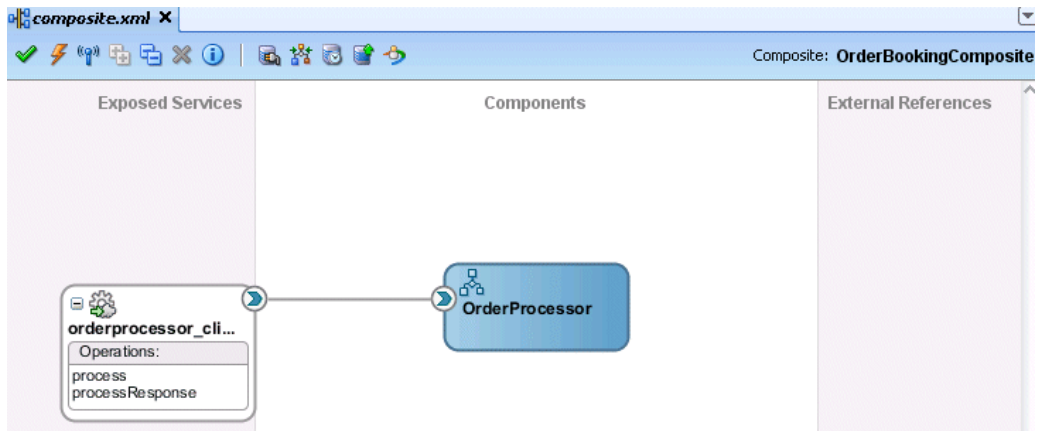 composite.xml
Composite: OrderBookingComposite
Exposed Services
Components
External References
orderprocessor_cli...
Operations:
process
processResponse
OrderProcessor